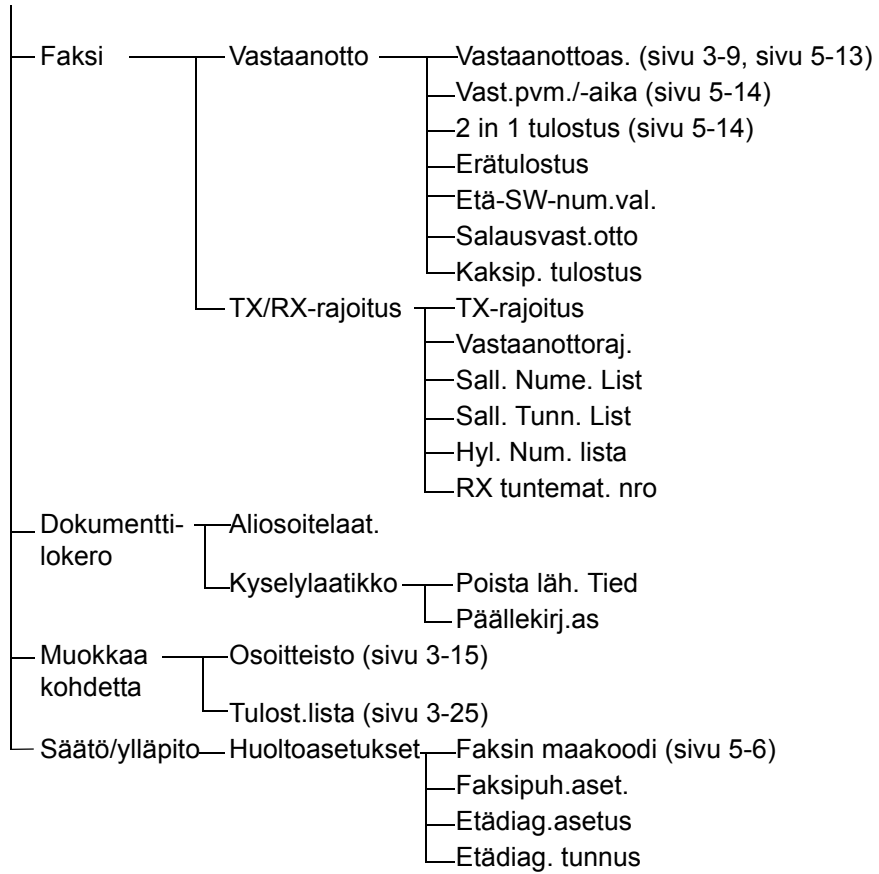 Faksi Vastaanotto Vastaanottoas. (sivu 3-9, sivu 5-13)
Vast.pvm./-aika (sivu 5-14)
2 in 1 tulostus (sivu 5-14)
Erätulostus
Etä-SW-num.val.
Salausvast.otto
Kaksip. tulostus
TX/RX-rajoitus TX-rajoitus
Vastaanottoraj.
Sall. Nume. List
Sall. Tunn. List
Hyl. Num. lista
RX tuntemat. nro
Dokumentti- Aliosoitelaat.
lokero
Kyselylaatikko Poista läh. Tied
Päällekirj.as
Muokkaa Osoitteisto (sivu 3-15)
kohdetta
Tulost.lista (sivu 3-25)
Säätö/ylläpito Huoltoasetukset Faksin maakoodi (sivu 5-6)
Faksipuh.aset.
Etädiag.asetus
Etädiag. tunnus